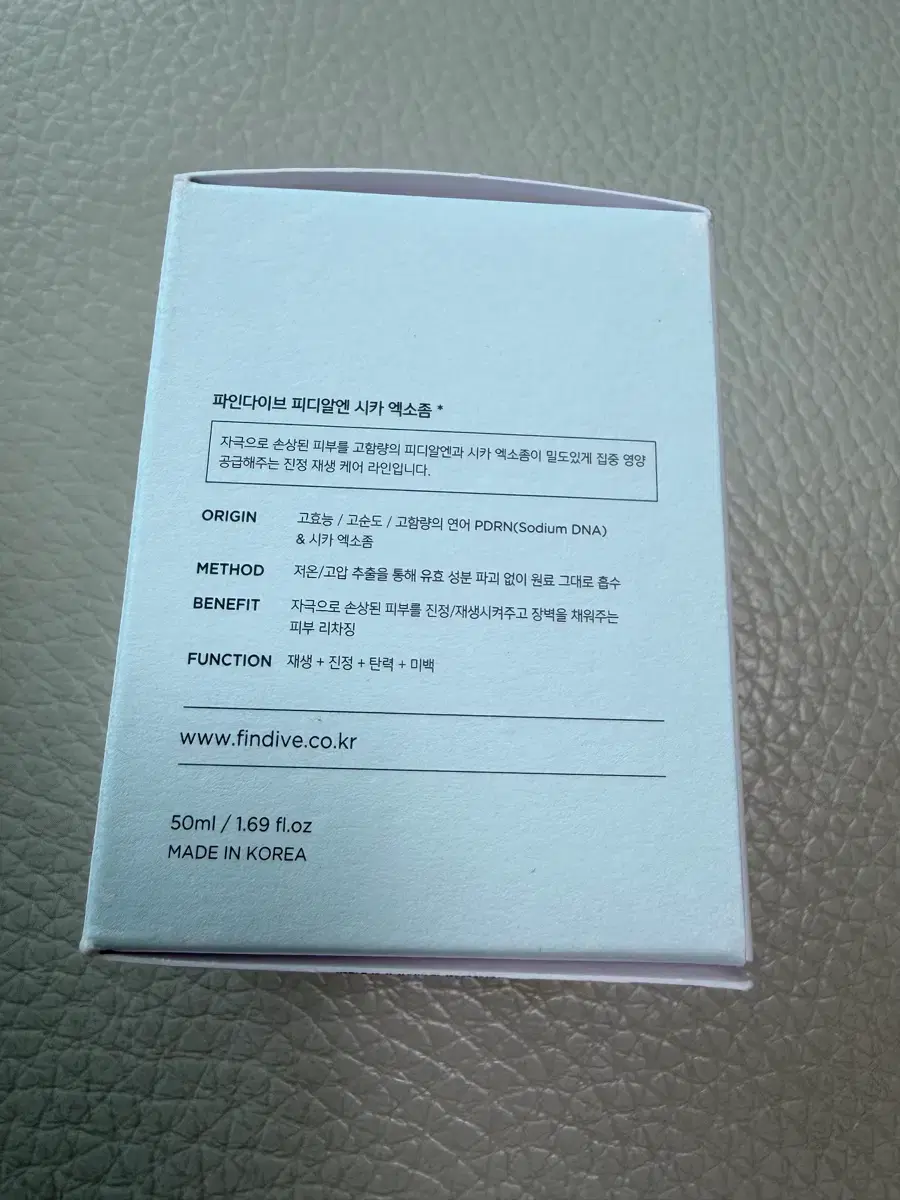 파인다이브 피디알엔 시카 엑소좀 *
자극으로 손상된 피부를 고함량의 피디알엔과 시카 엑소좀이 밀도있게 집중 영양
공급해주는 진정 재생 케어 라인입니다.
ORIGIN 고효능 / 고순도 / 고함량의 연어 PDRN(Sodium DNA)
& 시카 엑소좀
METHOD 저온/고압 추출을 통해 유효 성분 파괴 없이 원료 그대로 흡수
BENEFIT 자극으로 손상된 피부를 진정/재생시켜주고 장벽을 채워주는
피부 리차징
FUNCTION 재생 + 진정 + 탄력 + 미백
www.findive.co.kr
50ml / 1.69 fl.oz
MADE IN KOREA